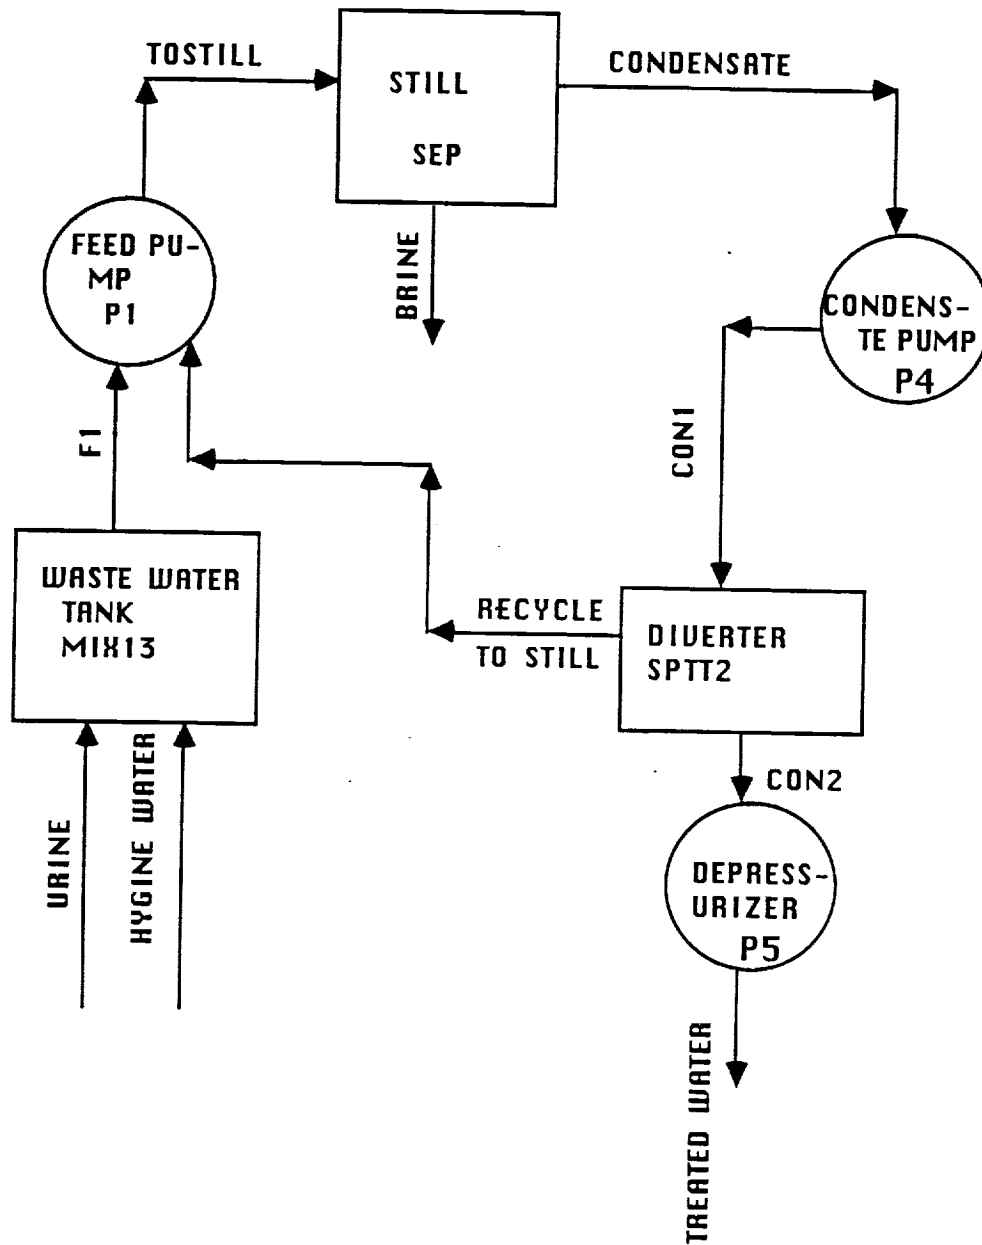 TOSTILL
STILL
SEP
CONDENSATE
FEED PU-
MP
P1
BRINE
CONDENS-
TE PUMP
P4
F1
CON1
WASTE WATER
TANK
MIX13
RECYCLE
TO STILL
DIVERTER
SPTT2
URINE
HYGINE WATER
CON2
DEPRESS-
URIZER
P5
TREATED WATER